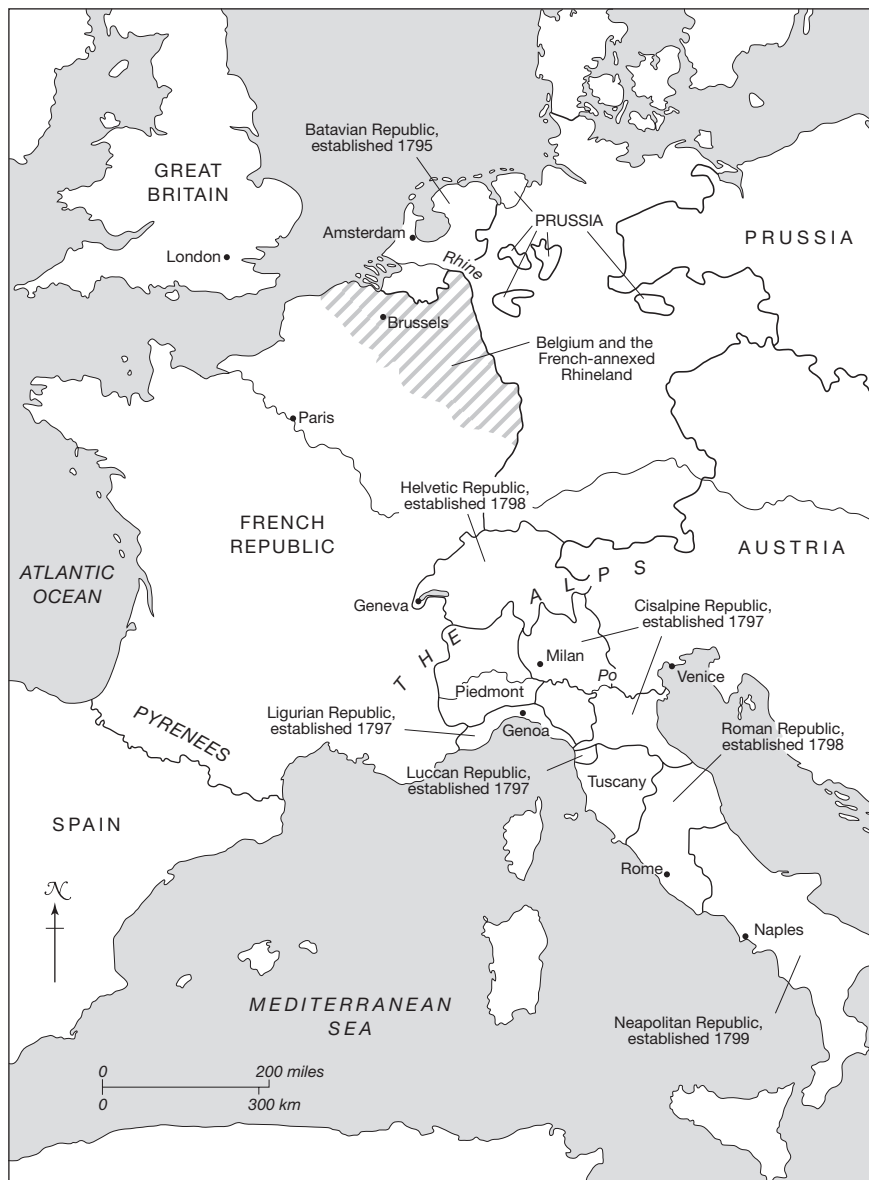 Batavian Republic,
established 1795
GREAT
BRITAIN
PRUSSIA
PRUSSIA
Amsterdam
London
Rhine
Brussels
Belgium and the
French-annexed
Rhineland
Paris
Helvetic Republic,
established 1798
FRENCH
REPUBLIC
AUSTRIA
ATLANTIC
OCEAN
THE ALPS
Geneva
Cisalpine Republic,
established 1797
Milan
Po
Venice
Piedmont
PYRENEES
Ligurian Republic,
established 1797
Genoa
Roman Republic,
established 1798
Luccan Republic,
established 1797
Tuscany
SPAIN
Rome
N
Naples
MEDITERRANEAN
SEA
Neapolitan Republic,
established 1799
0 200 miles
0 300 km